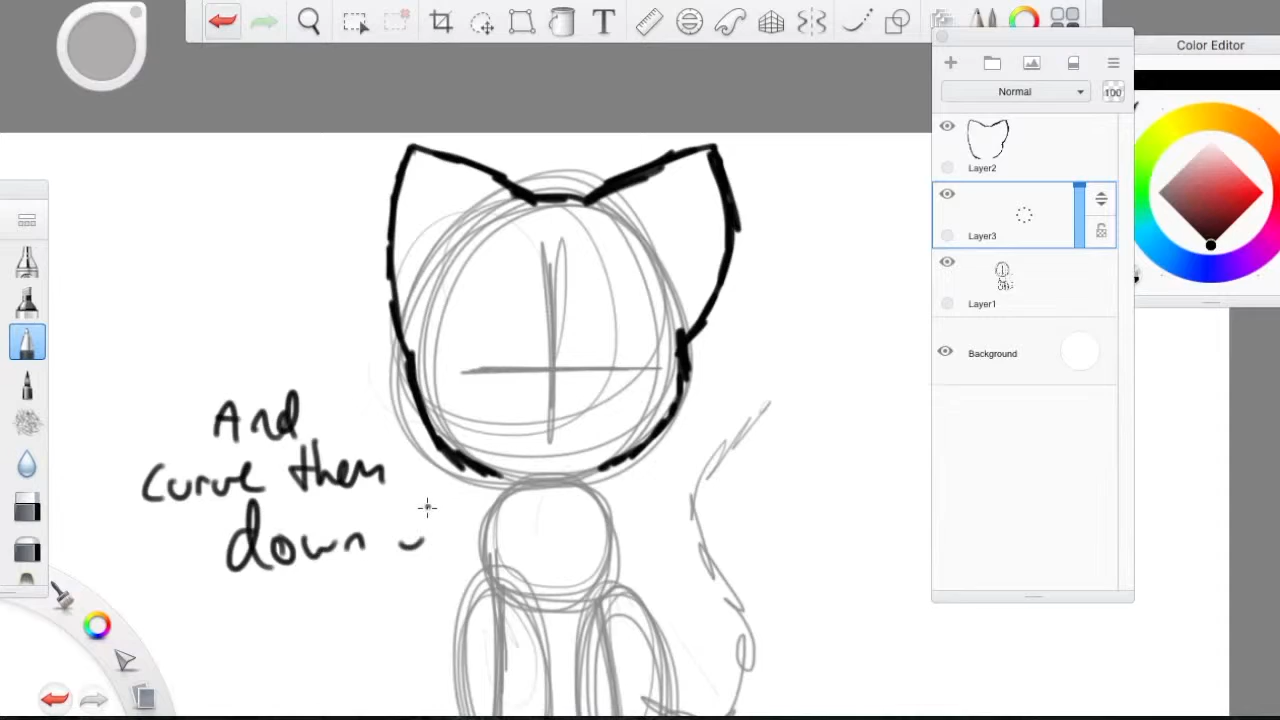 Color Editor
Normal
100
Layer2
Layer3
Layer1
Background
And
curve them
down